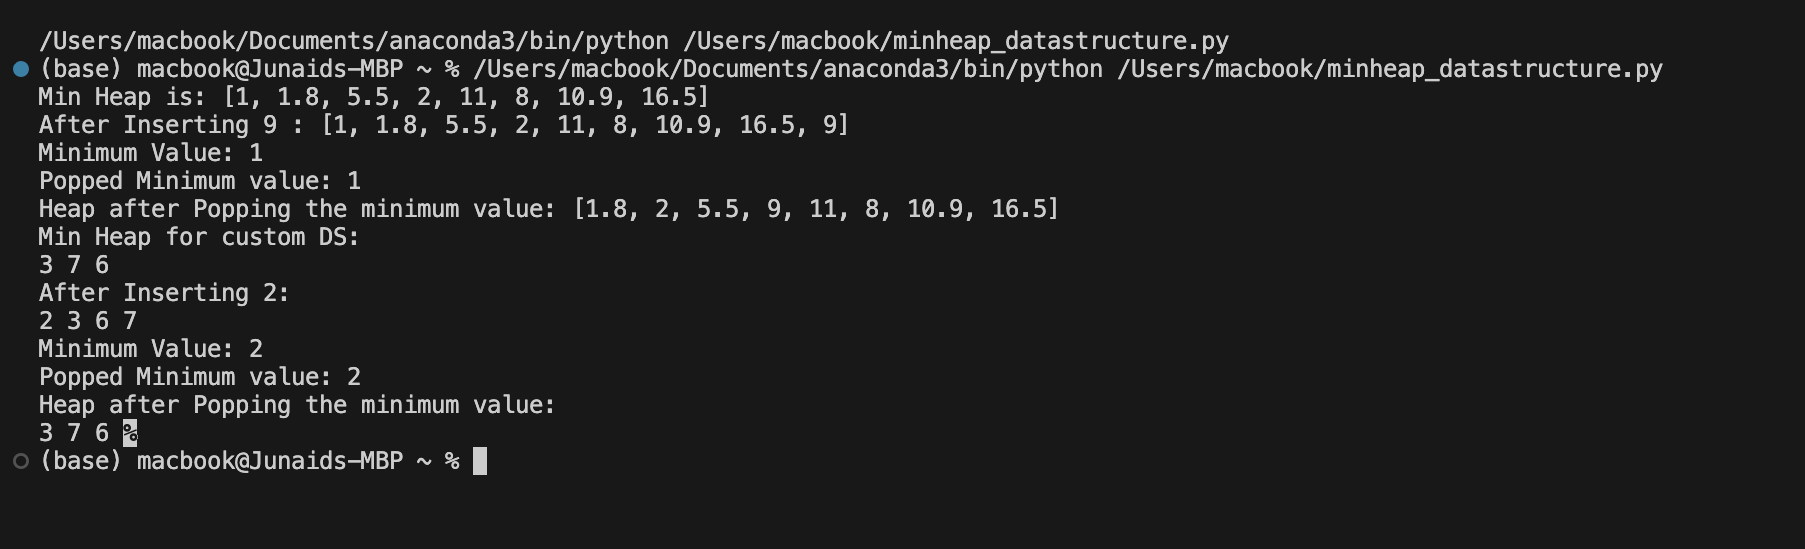 /Users/macbook/Documents/anaconda3/bin/python /Users/macbook/minheap_datastructure.py
(base) macbook@Junaids-MBP ~ % /Users/macbook/Documents/anaconda3/bin/python /Users/macbook/minheap_datastructure.py
Min Heap is: [1, 1.8, 5.5, 2, 11, 8, 10.9, 16.5]
After Inserting 9 : [1, 1.8, 5.5, 2, 11, 8, 10.9, 16.5, 9]
Minimum Value: 1
Popped Minimum value: 1
Heap after Popping the minimum value: [1.8, 2, 5.5, 9, 11, 8, 10.9, 16.5]
Min Heap for custom DS:
3 7 6
After Inserting 2:
2 3 6 7
Minimum Value: 2
Popped Minimum value: 2
Heap after Popping the minimum value:
3 7 6 %
(base) macbook@Junaids-MBP ~ %